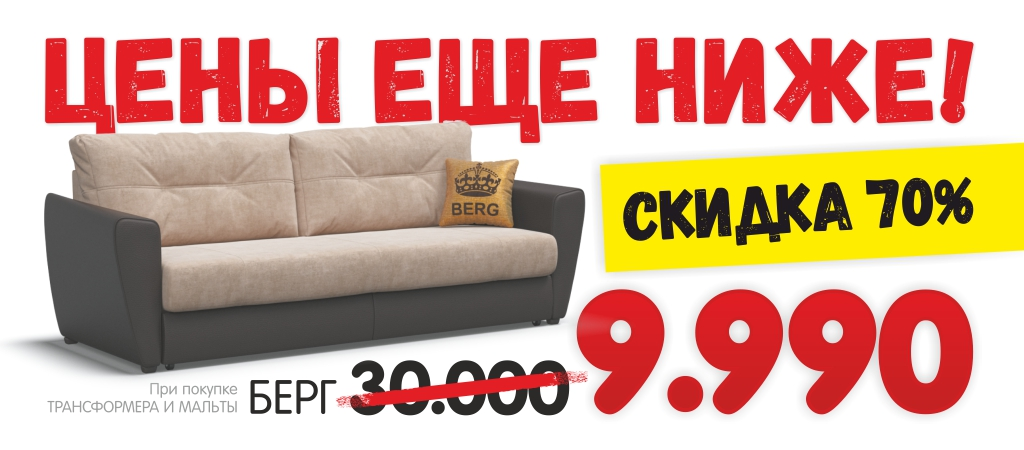 ЦЕНЫ ЕЩЕ НИЖЕ!
BERG
СКИДКА 70%
При покупке
ТРАНСФОРМЕРА И МАЛЬТЫ
БЕРГ 30.000 9.990